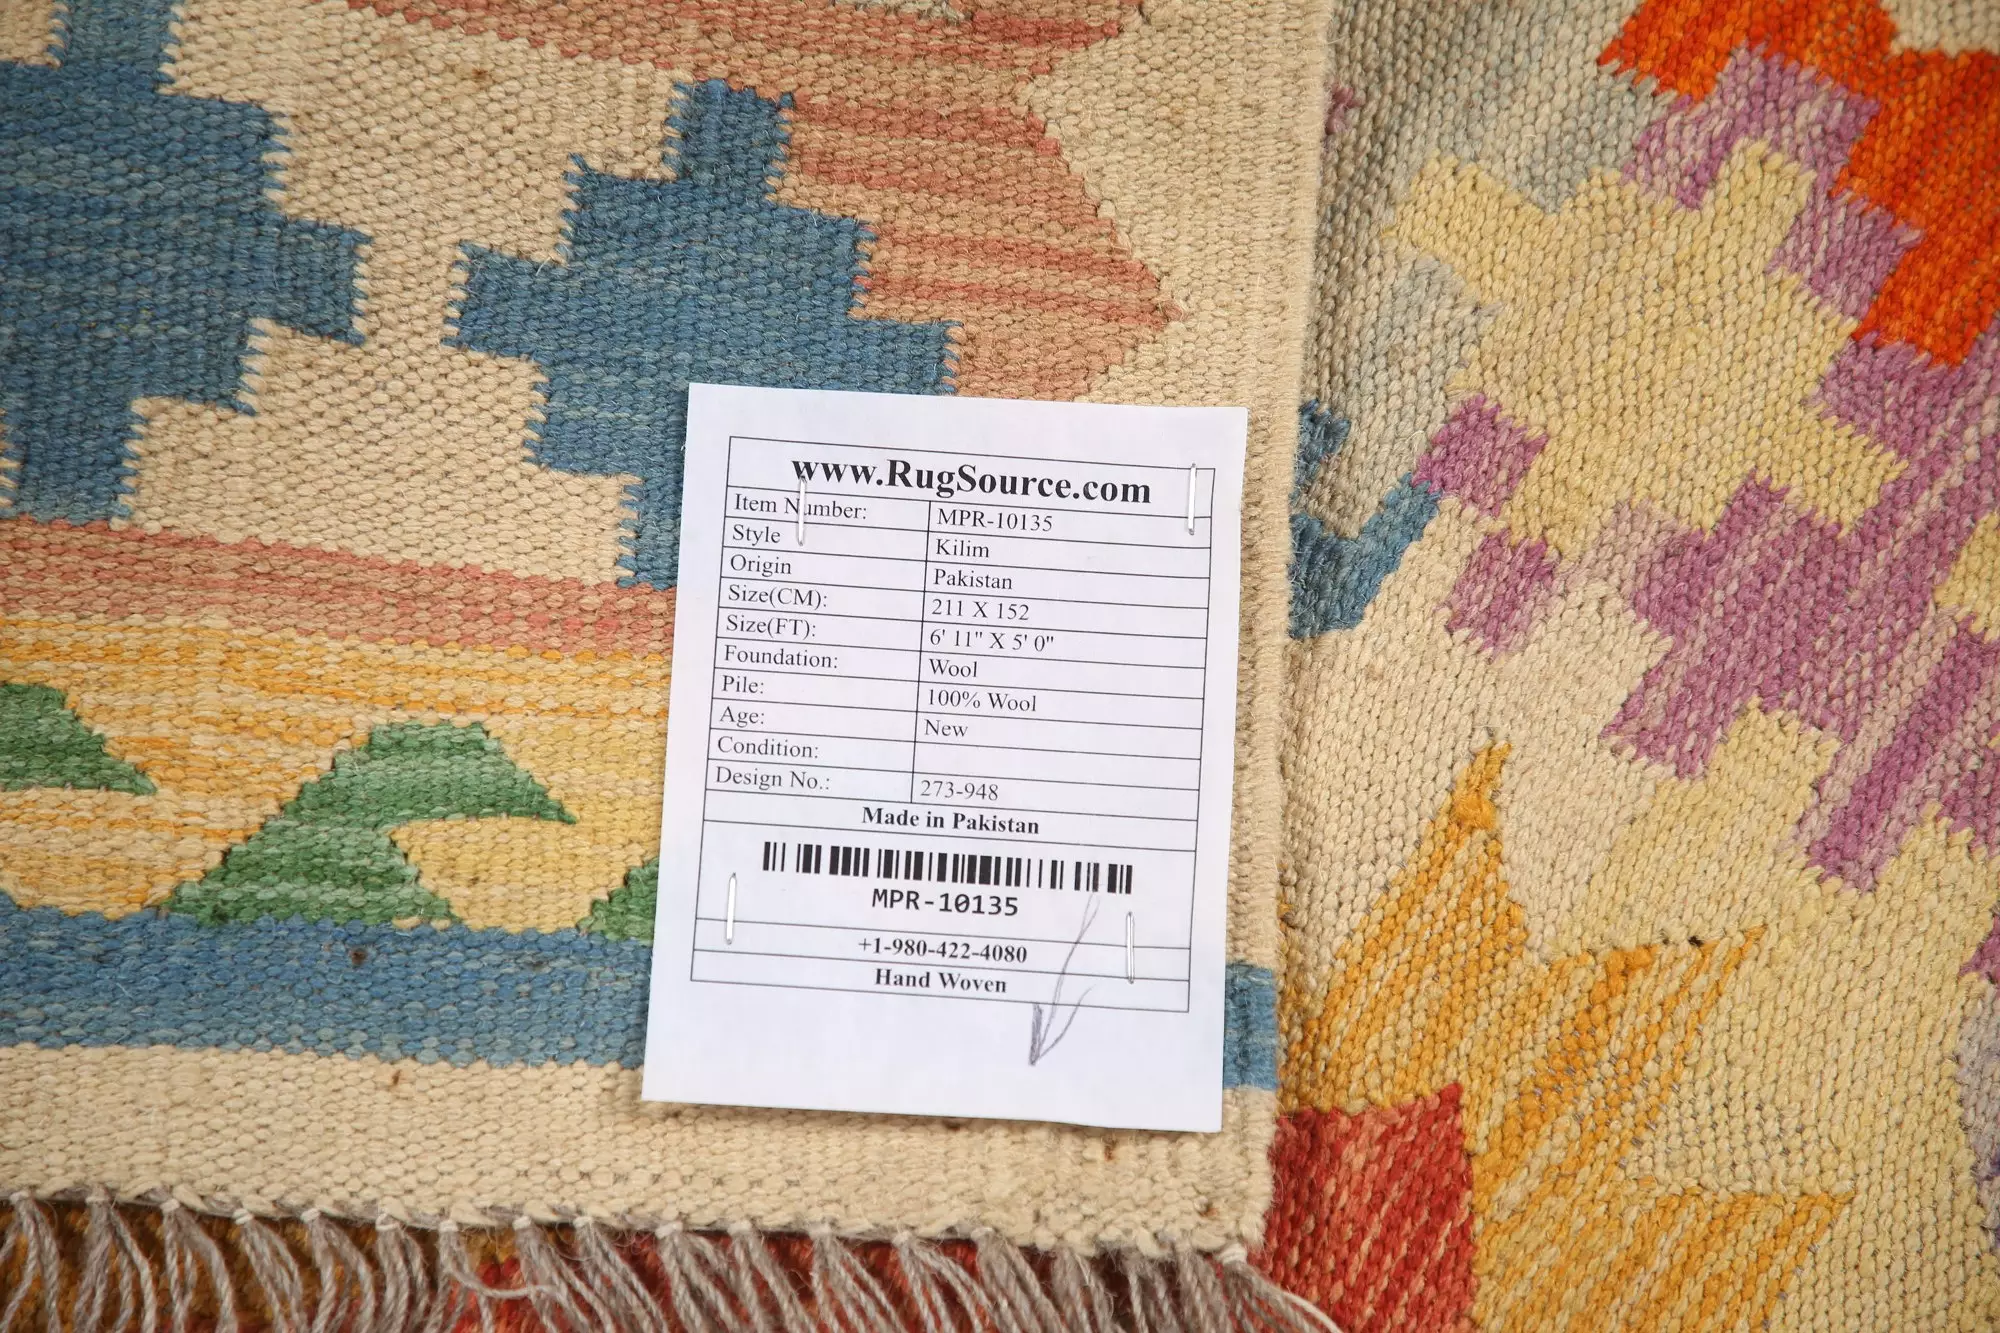 www.RugSource.com
Item Number: MPR-10135
Style Kilim
Origin Pakistan
Size(CM): 211 X 152
Size(FT): 6' 11" X 5' 0"
Foundation: Wool
Pile: 100% Wool
Age: New
Condition:
Design No.: 273-948
Made in Pakistan
MPR-10135
+1-980-422-4080
Hand Woven